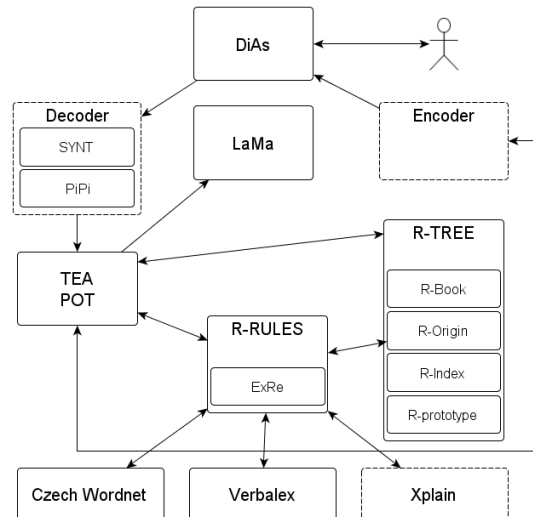 DiAs
Decoder
SYNT
PiPi
LaMa
Encoder
TEA
POT
R-TREE
R-Book
R-Origin
R-Index
R-prototype
R-RULES
ExRe
Czech Wordnet
Verbalex
Xplain